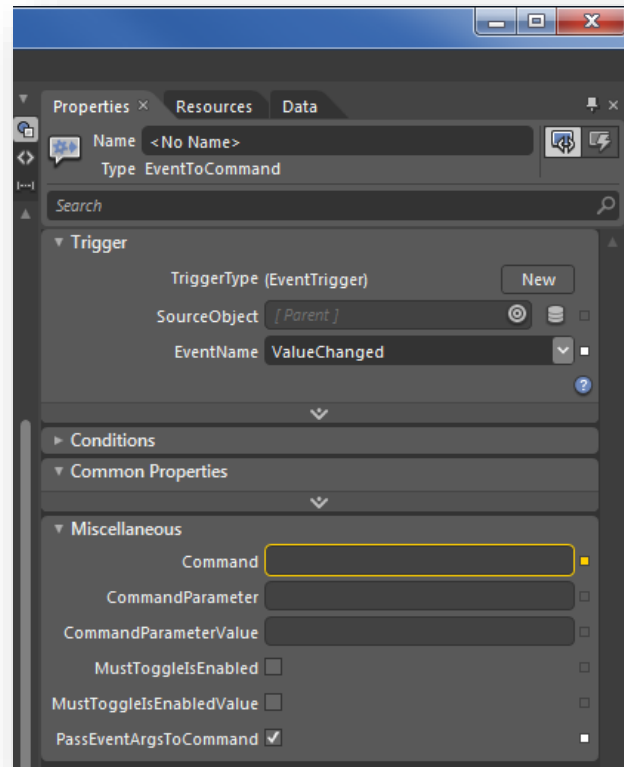 Properties Resources Data
Name <No Name>
Type EventToCommand
Search
Trigger
TriggerType (EventTrigger) New
SourceObject [ Parent ]
EventName ValueChanged
Conditions
Common Properties
Miscellaneous
Command
CommandParameter
CommandParameterValue
MustToggleIsEnabled
MustToggleIsEnabledValue
PassEventArgsToCommand